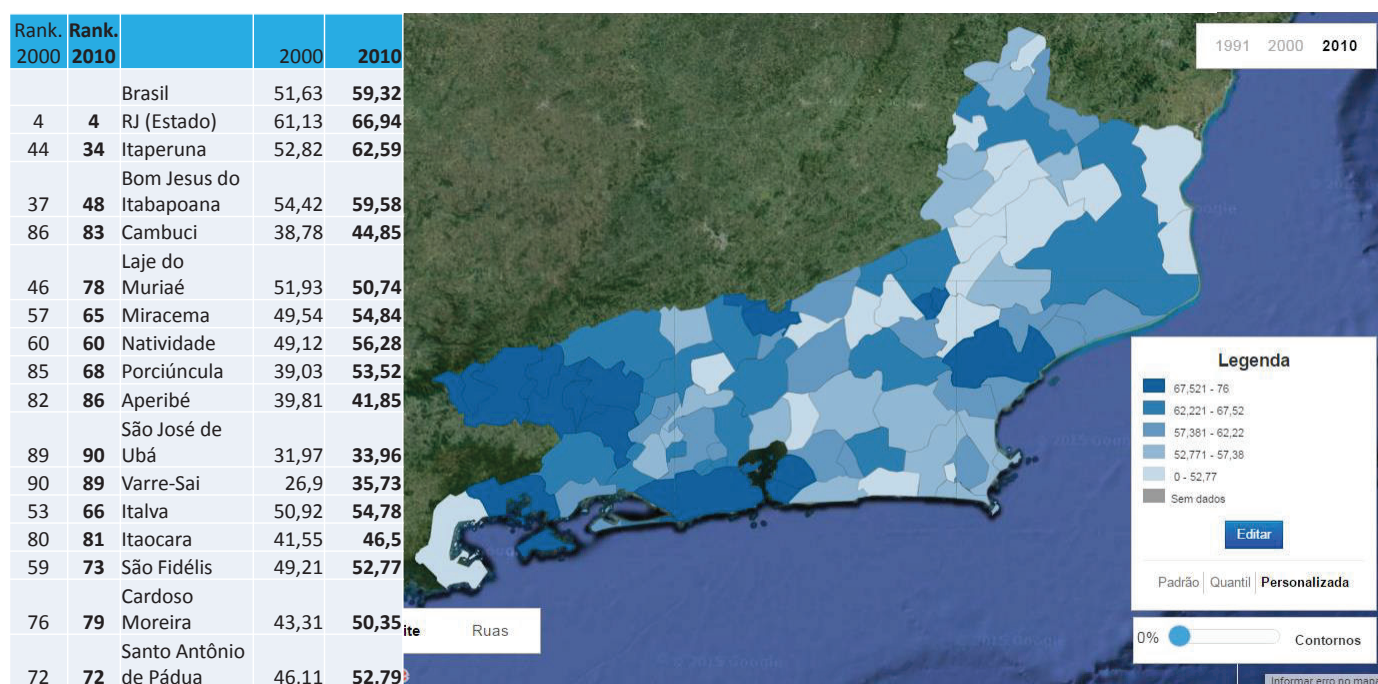 Rank. Rank.
2000 2010 2000 2010
Brasil 51,63 59,32
4 4 RJ (Estado) 61,13 66,94
44 34 Itaperuna 52,82 62,59
Bom Jesus do
37 48 Itabapoana 54,42 59,58
86 83 Cambuci 38,78 44,85
Laje do
46 78 Muriaé 51,93 50,74
57 65 Miracema 49,54 54,84
60 60 Natividade 49,12 56,28
85 68 Porciúncula 39,03 53,52
82 86 Aperibé 39,81 41,85
São José de
89 90 Ubá 31,97 33,96
90 89 Varre-Sai 26,9 35,73
53 66 Italva 50,92 54,78
80 81 Itaocara 41,55 46,5
59 73 São Fidélis 49,21 52,77
Cardoso
76 79 Moreira 43,31 50,35
Santo Antônio
72 72 de Pádua 46,11 52,79
1991 2000 2010
Legenda
67,521 - 76
62,221 - 67,52
57,381 - 62,22
52,771 - 57,38
0 - 52,77
Sem dados
Editar
Padrão Quantil Personalizada
0% Contornos
ite Ruas
Informar erro no mapa